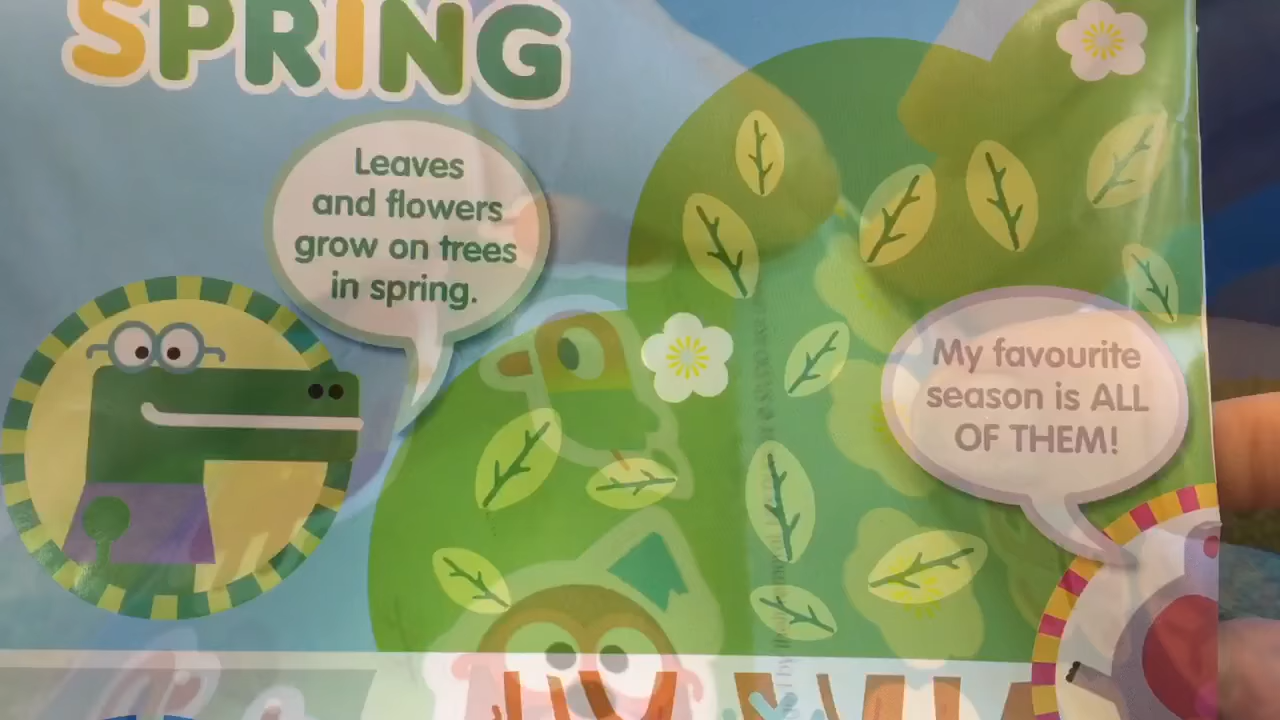 SPRING
Leaves
and flowers
grow on trees
in spring.
My favourite
season is ALL
OF THEM!